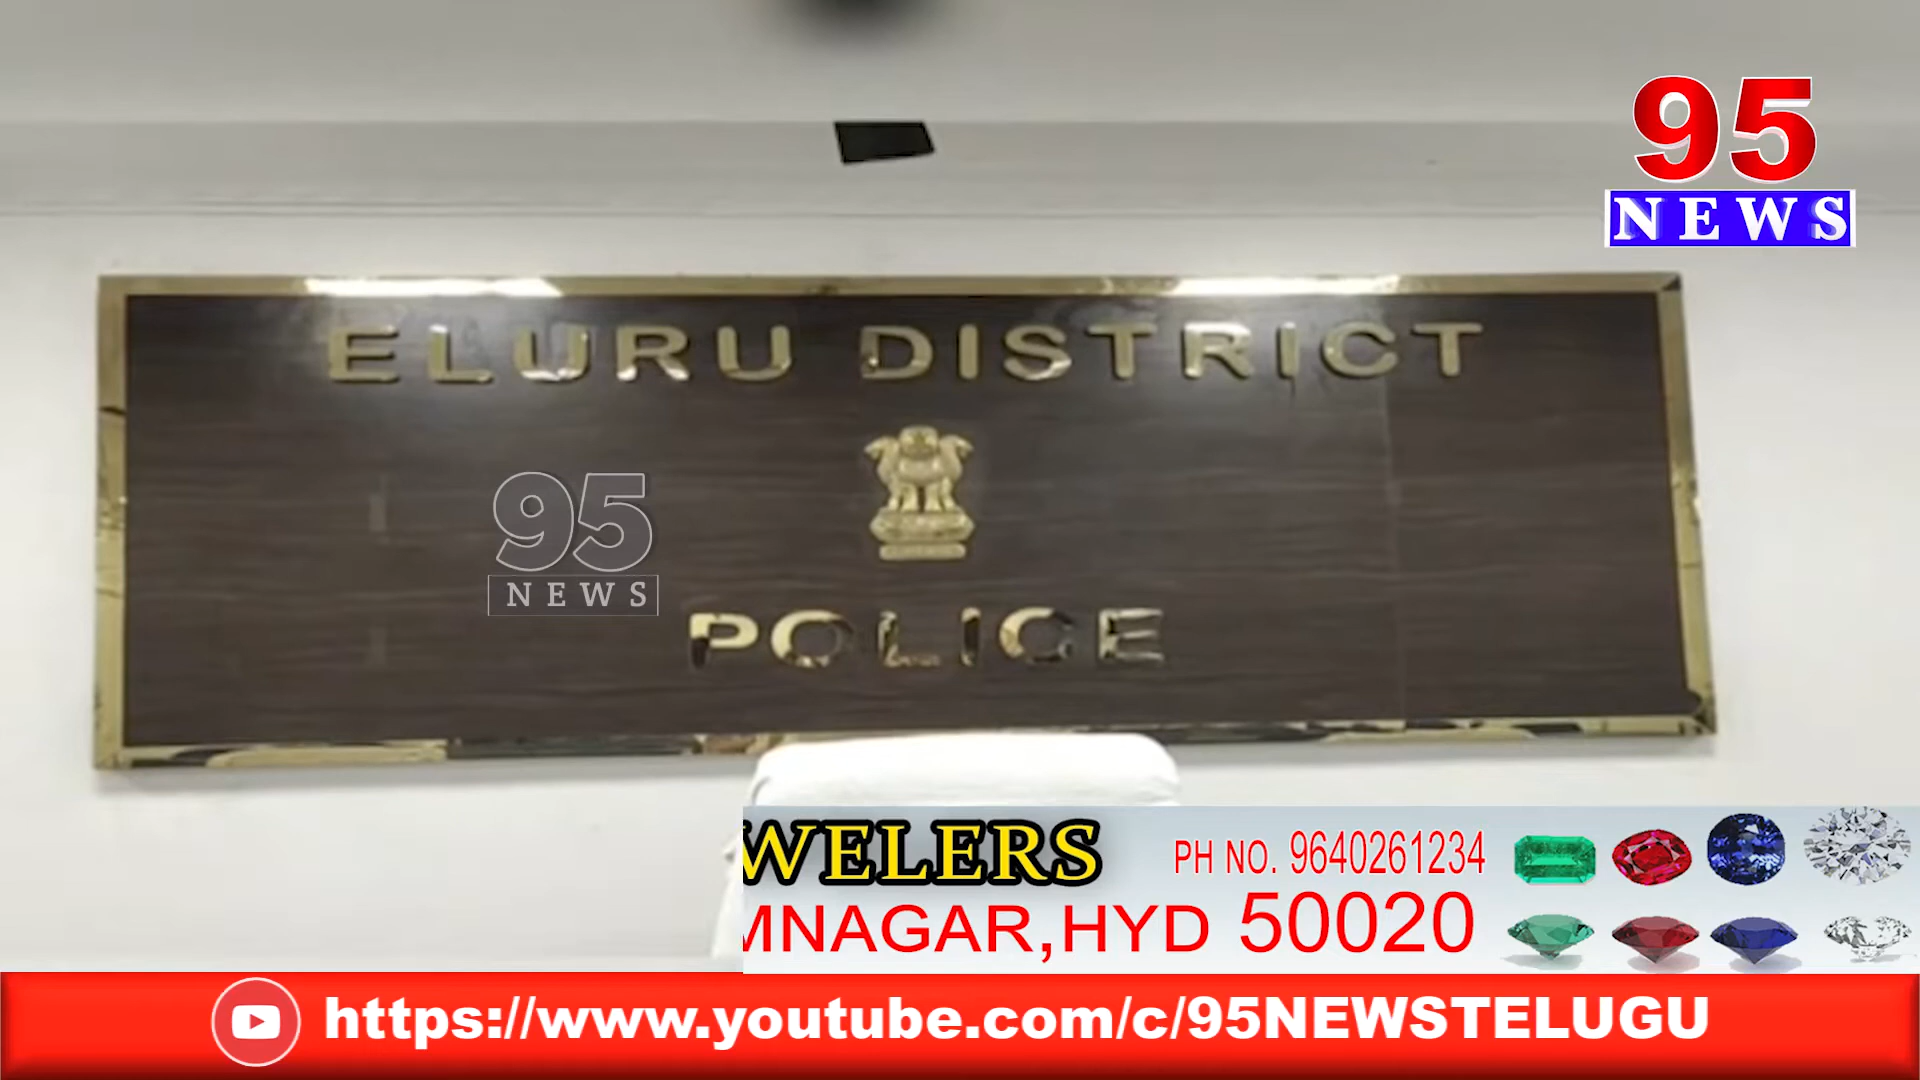 95
NEWS
ELURU DISTRICT
95
NEWS
POLICE
WELERS
PH NO. 9640261234
MNAGAR,HYD 50020
https://www.youtube.com/c/95NEWSTELUGU